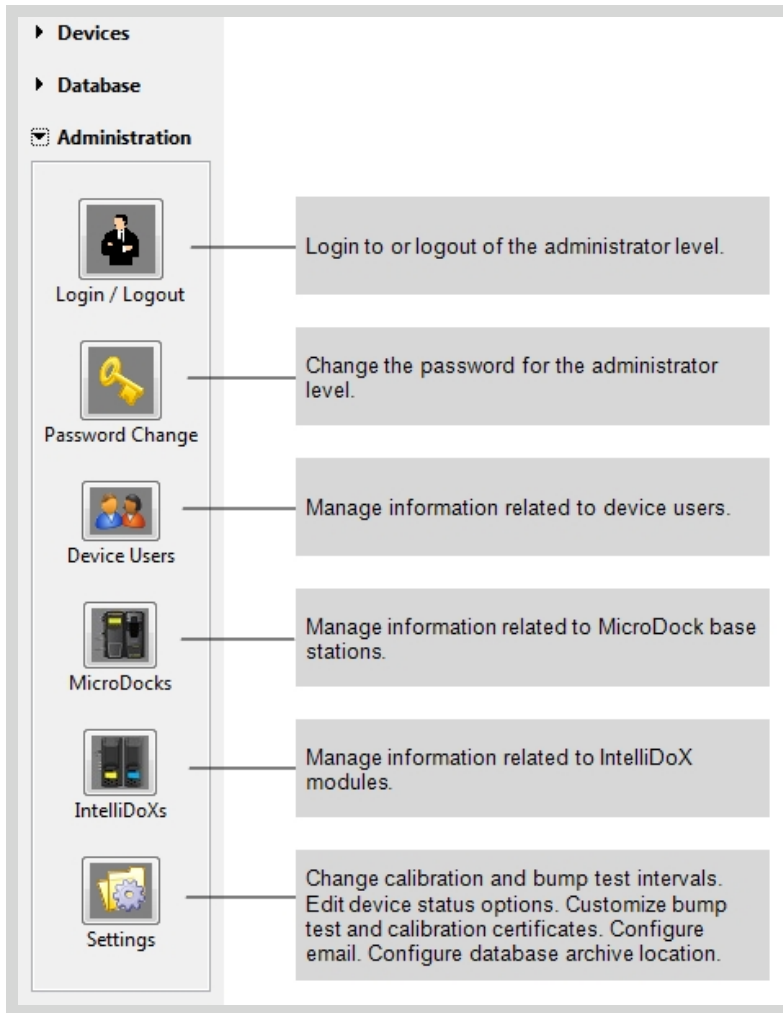 Devices
Database
Administration
Login / Logout
Login to or logout of the administrator level.
Password Change
Change the password for the administrator
level.
Device Users
Manage information related to device users.
MicroDocks
Manage information related to MicroDock base
stations.
IntelliDoXs
Manage information related to IntelliDoX
modules.
Settings
Change calibration and bump test intervals.
Edit device status options. Customize bump
test and calibration certificates. Configure
email. Configure database archive location.